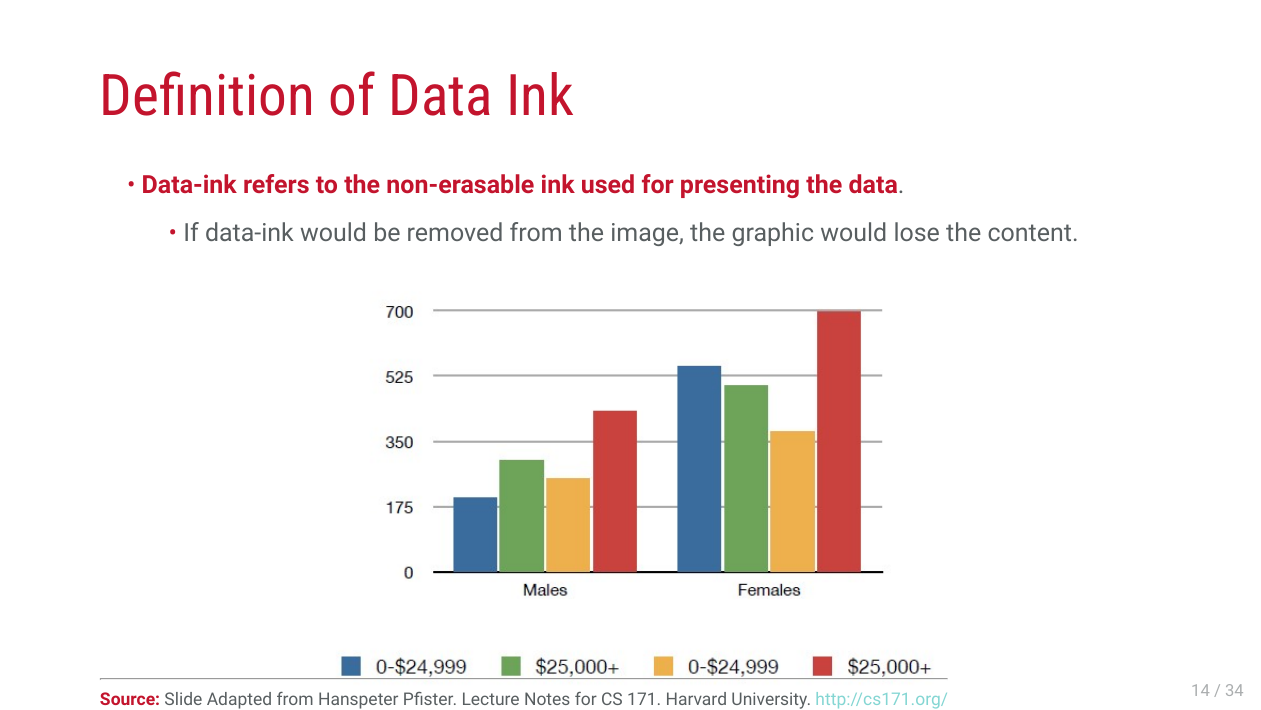 Definition of Data Ink
• Data-ink refers to the non-erasable ink used for presenting the data.
• If data-ink would be removed from the image, the graphic would lose the content.
700
525
350
175
0
Males Females
0-$24,999 $25,000+ 0-$24,999 $25,000+
Source: Slide Adapted from Hanspeter Pfister. Lecture Notes for CS 171. Harvard University. http://cs171.org/
14 / 34